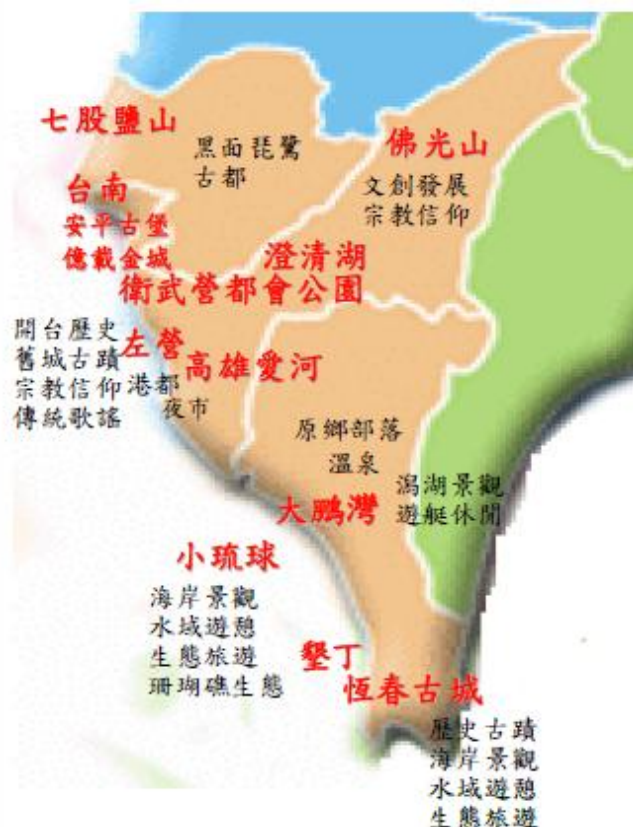 七股鹽山
黑面琵鷺
古都
佛光山
文創發展
宗教信仰
台南
安平古堡
億載金城
澄清湖
衛武營都會公園
開台歷史
舊城古蹟
宗教信仰
傳統歌謠
左營
港都
高雄愛河
夜市
原鄉部落
溫泉
大鵬灣
潟湖景觀
遊艇休閒
小琉球
海岸景觀
水域遊憩
生態旅遊
珊瑚礁生態
墾丁
恆春古城
歷史古蹟
海岸景觀
水域遊憩
生態旅遊